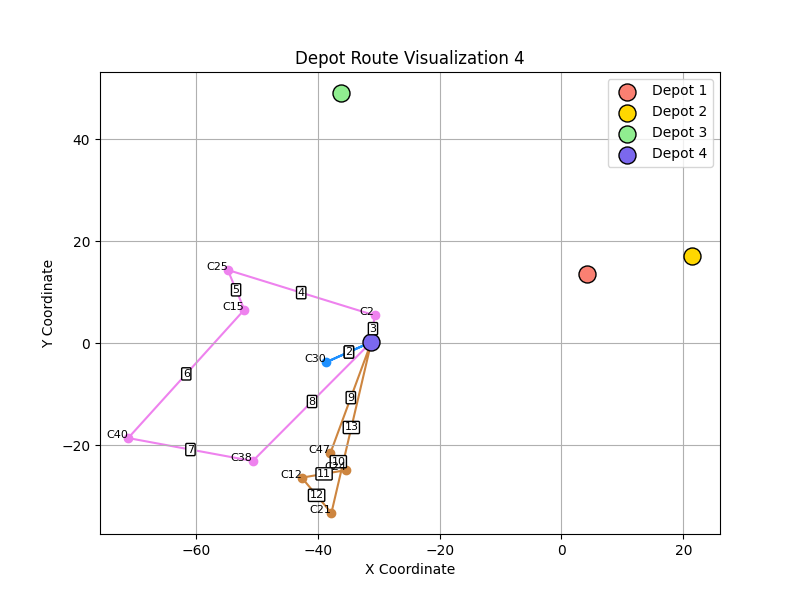 Depot Route Visualization 4
Depot 1
Depot 2
Depot 3
Depot 4
Y Coordinate
40
20
0
−20
C25
C2
C15
C30
C40
C38
C47
C12
C21
2
3
4
5
6
7
8
9
10
11
12
13
−60
−40
−20
0
20
X Coordinate